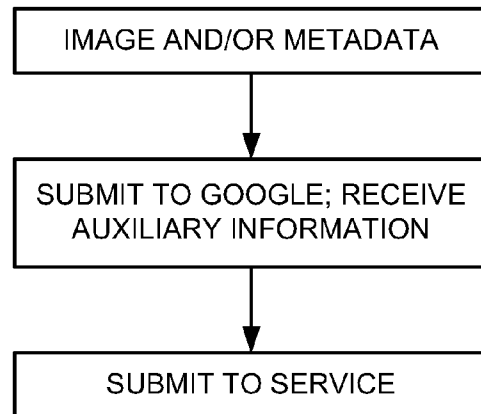 IMAGE AND/OR METADATA
SUBMIT TO GOOGLE; RECEIVE
AUXILIARY INFORMATION
SUBMIT TO SERVICE